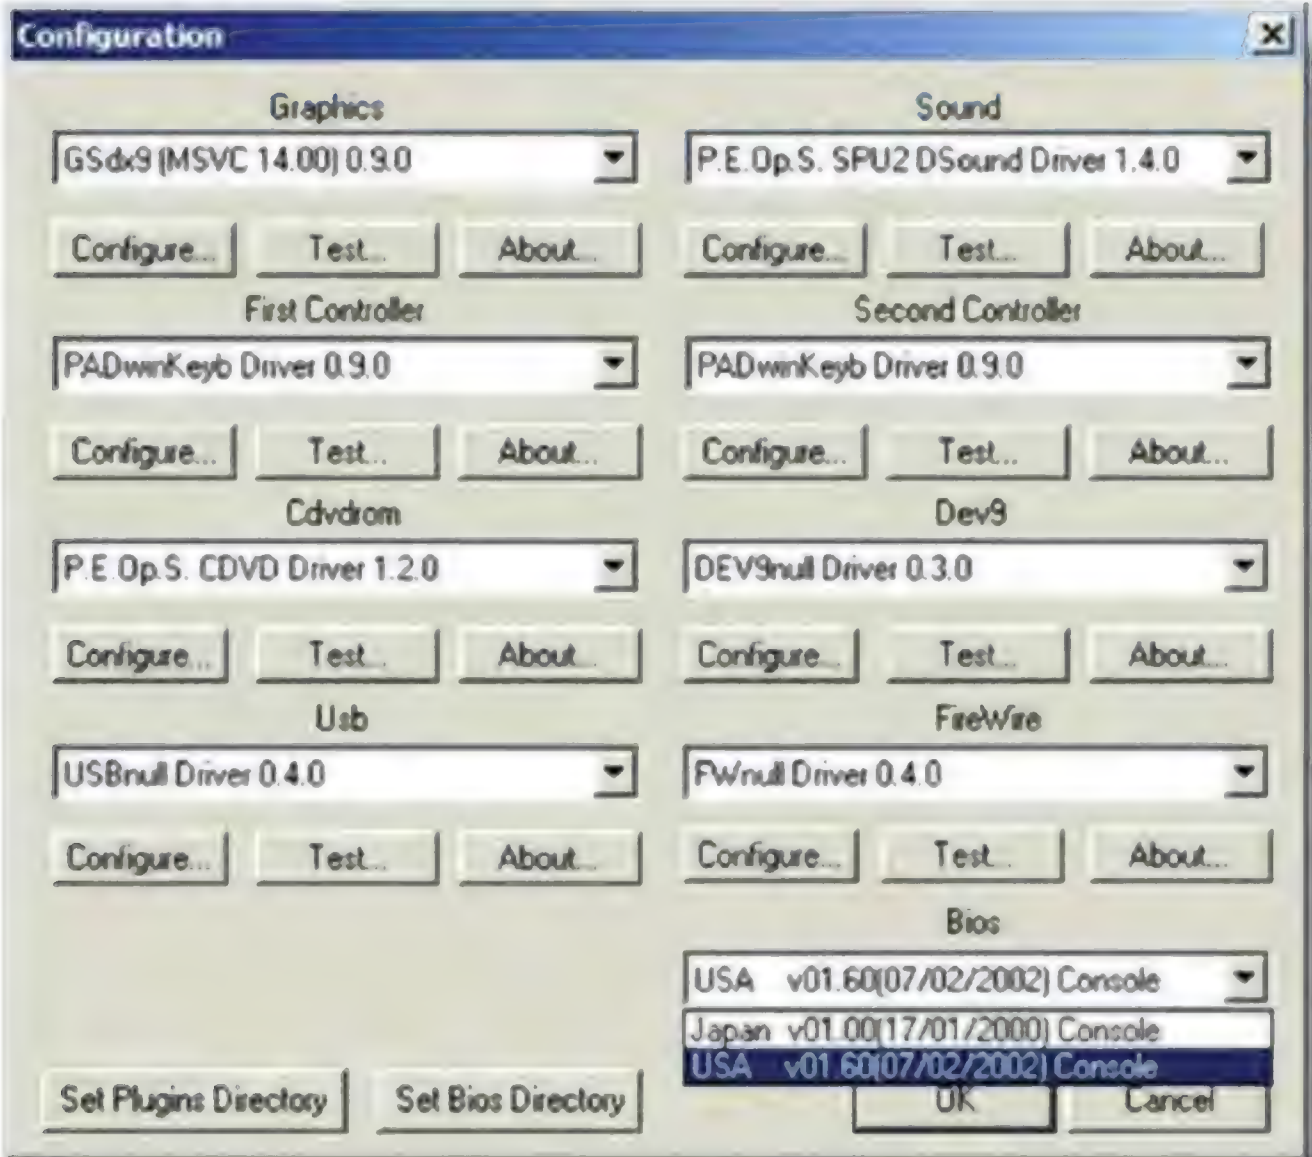 Configuration
Graphics
Sound
GSdx9 (MSVC 14.00) 0.9.0
P.E.Op.S. SPU2 DSound Driver 1.4.0
Configure... Test... About...
Configure... Test... About...
First Controller
Second Controller
PADwinKeyb Driver 0.9.0
PADwinKeyb Driver 0.9.0
Configure... Test... About...
Configure... Test... About...
Cdvdrom
Dev9
P.E.Op.S. CDVD Driver 1.2.0
DEV9null Driver 0.3.0
Configure... Test... About...
Configure... Test... About...
Usb
FireWire
USBnull Driver 0.4.0
FWnull Driver 0.4.0
Configure... Test... About...
Configure... Test... About...
Bios
USA v01.60(07/02/2002) Console
Japan v01.00(17/01/2000) Console
USA v01.60(07/02/2002) Console
Set Plugins Directory
Set Bios Directory
OK
Cancel